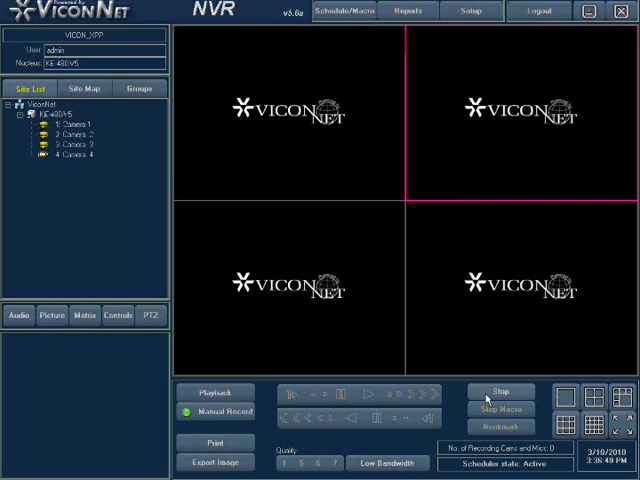 Powered by
VICONNET
NVR
v5.6a
Schedule/Macro
Reports
Setup
Logout
VICON_XPP
User: admin
Nucleus: KE-480V5
Site List
Site Map
Groups
ViconNet
KE-480V5
1 Camera 1
2 Camera 2
3 Camera 3
4 Camera 4
VICONNET
VICONNET
VICONNET
VICONNET
Audio
Picture
Matrix
Controls
PTZ
Playback
Manual Record
Print
Export Image
Stop
Stop Macro
Bookmark
Quality
1 5 6 7
Low Bandwidth
No. of Recording Cams and Mics: 0
Scheduler state: Active
3/10/2010
3:36:49 PM